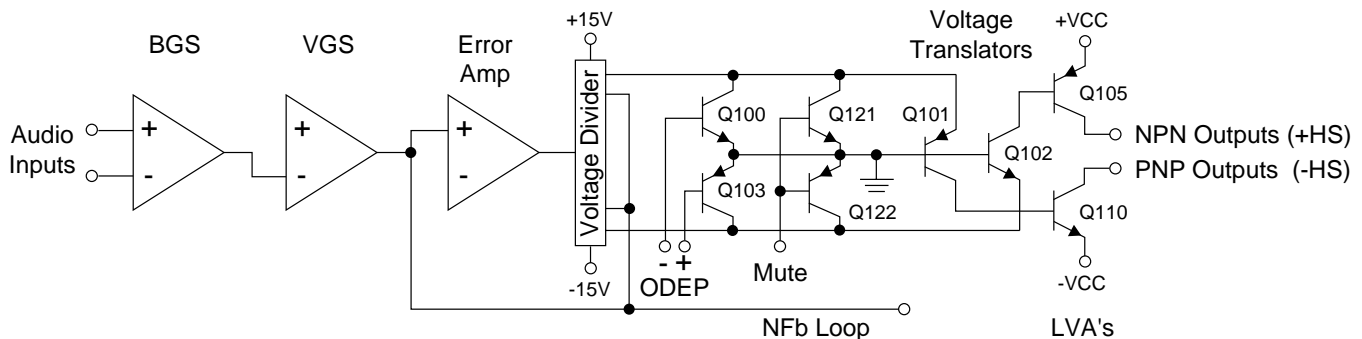 BGS
VGS
Error
Amp
+15V
Voltage
Translators
+VCC
Audio
Inputs
+
-
+
-
+
-
Voltage Divider
Q100
Q121
Q101
Q105
NPN Outputs (+HS)
Q102
PNP Outputs (-HS)
Q103
Q122
Q110
- +
ODEP
Mute
-15V
-VCC
NFb Loop
LVA's